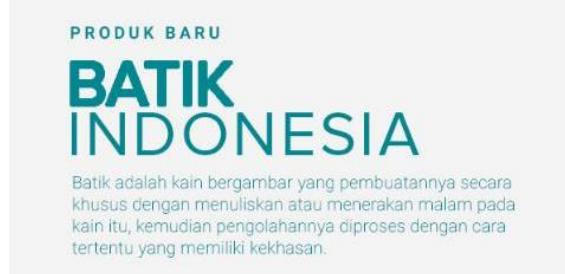 PRODUK BARU
BATIK
INDONESIA
Batik adalah kain bergambar yang pembuatannya secara
khusus dengan menuliskan atau menerakan malam pada
kain itu, kemudian pengolahannya diproses dengan cara
tertentu yang memiliki kekhasan.